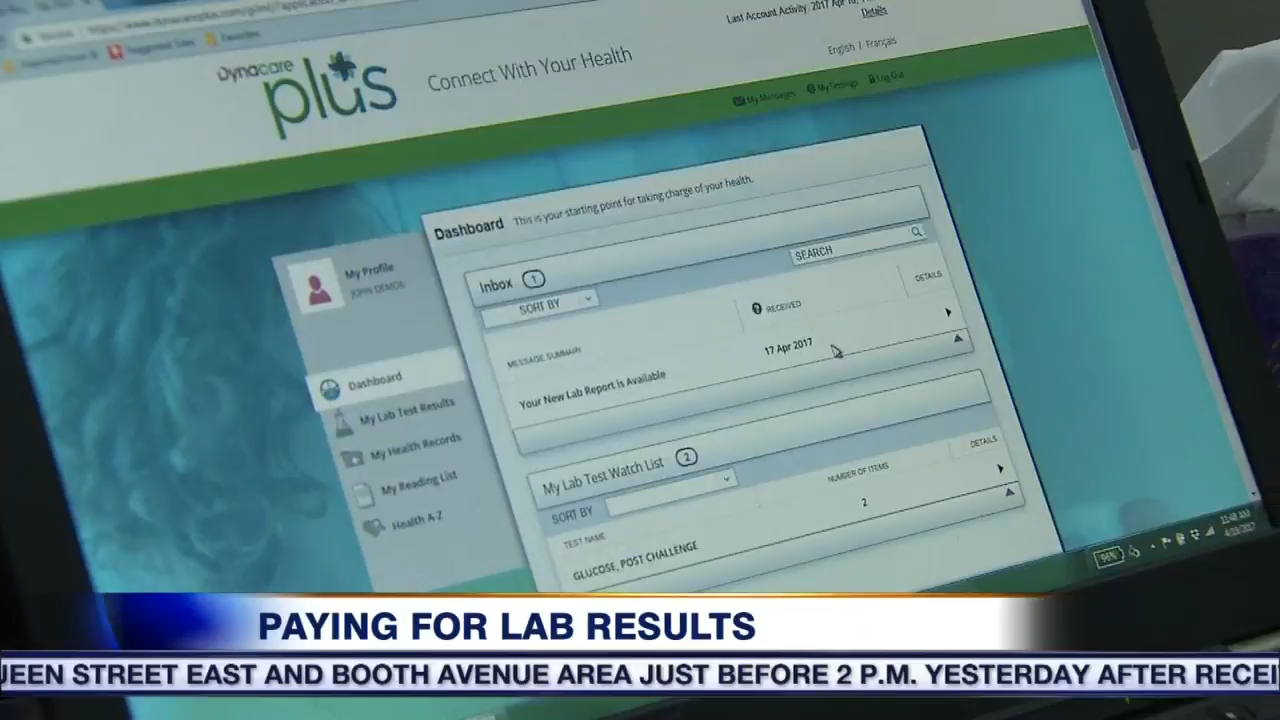 Last Account Activity: 2017 Apr
Details
Dynacare
plus
Connect With Your Health
English / Français
My Messages
My Settings
Log Out
Dashboard This is your starting point for taking charge of your health.
My Profile
JOHN DEMOS
Inbox 1
SEARCH
SORT BY
MESSAGE SUMMARY
RECEIVED
DETAILS
Your New Lab Report is Available
17 Apr 2017
Dashboard
My Lab Test Results
My Health Records
My Reading List
Health A-Z
My Lab Test Watch List 2
SORT BY
TEST NAME
NUMBER OF ITEMS
DETAILS
GLUCOSE, POST CHALLENGE
2
96%
11:48 AM
PAYING FOR LAB RESULTS
UEEN STREET EAST AND BOOTH AVENUE AREA JUST BEFORE 2 P.M. YESTERDAY AFTER RECEI